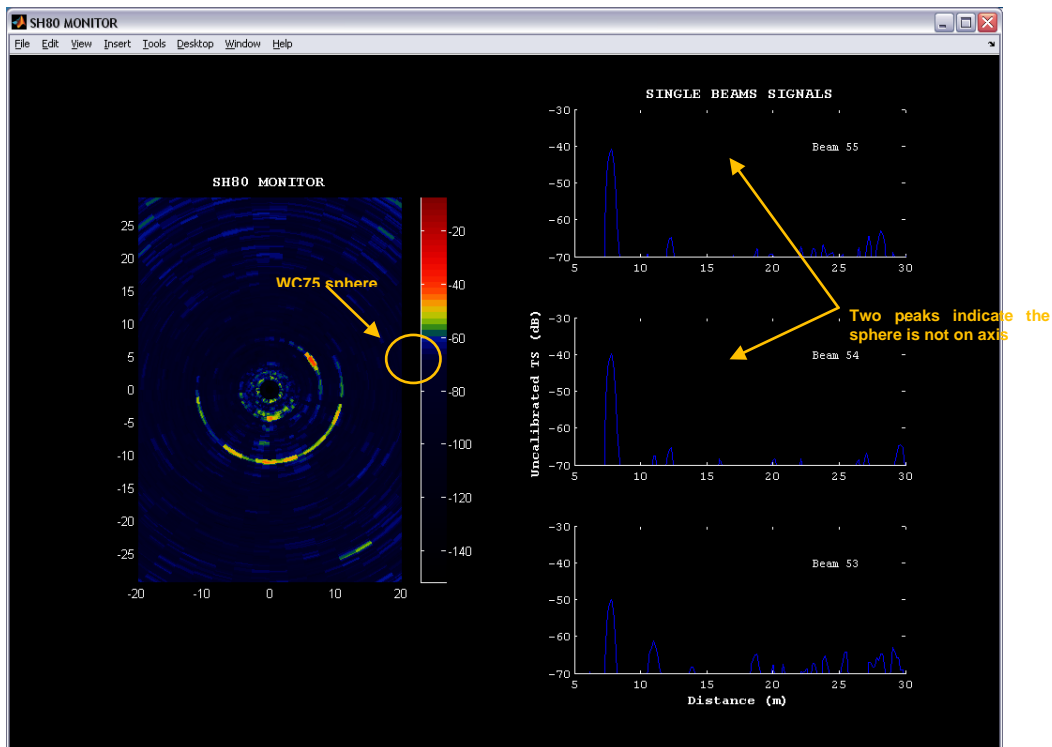 SH80 MONITOR
File Edit View Insert Tools Desktop Window Help
SH80 MONITOR
25
20
15
10
5
0
-5
-10
-15
-20
-25
-20 -10 0 10 20
-20
-40
-60
-80
-100
-120
-140
WC75 sphere
SINGLE BEAMS SIGNALS
Uncalibrated TS (dB)
-30
-40
-50
-60
-70
Beam 55
5 10 15 20 25 30
-30
-40
-50
-60
-70
Beam 54
5 10 15 20 25 30
-30
-40
-50
-60
-70
Beam 53
5 10 15 20 25 30
Distance (m)
Two peaks indicate the
sphere is not on axis